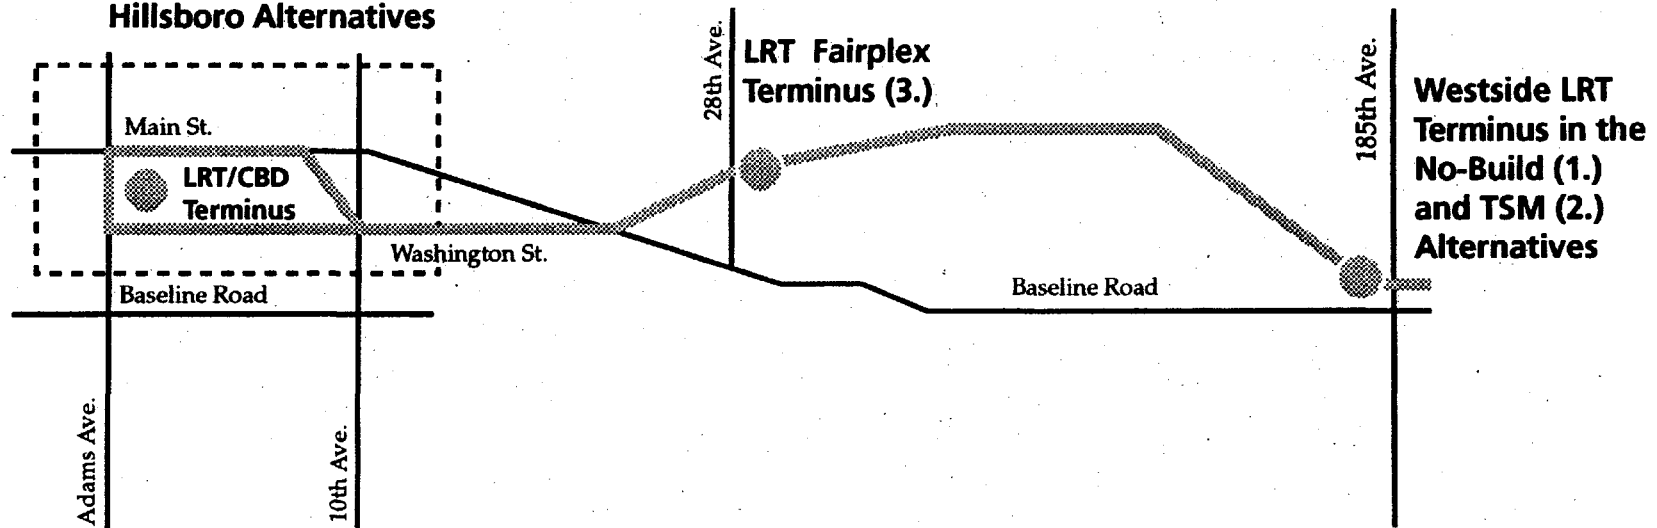 Hillsboro Alternatives
Main St.
LRT/CBD
Terminus
Washington St.
Baseline Road
Adams Ave.
10th Ave.
28th Ave.
LRT Fairplex
Terminus (3.)
Baseline Road
185th Ave.
Westside LRT
Terminus in the
No-Build (1.)
and TSM (2.)
Alternatives